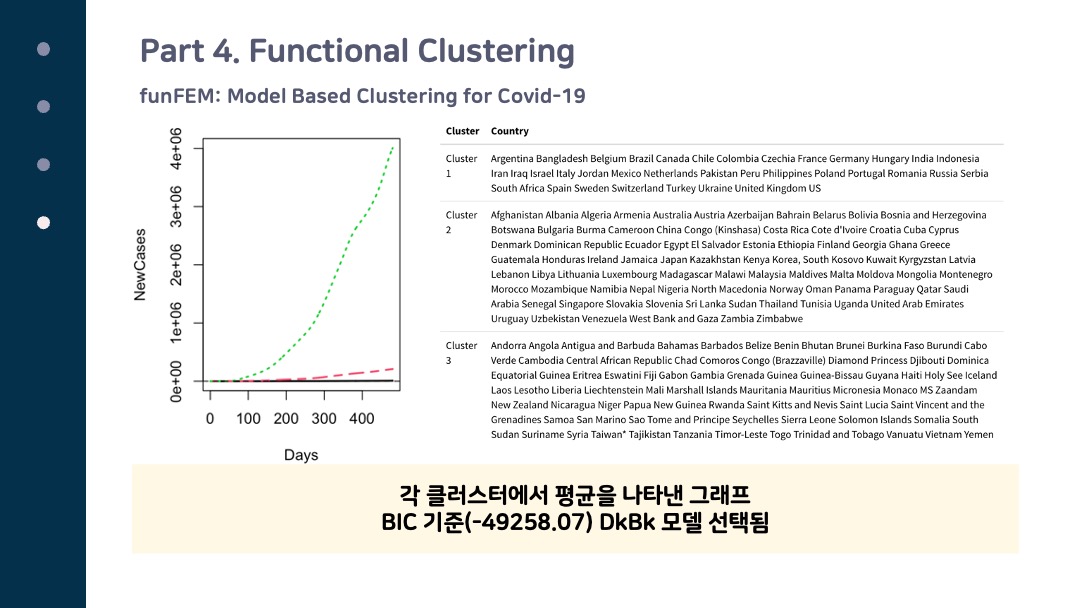 Part 4. Functional Clustering
funFEM: Model Based Clustering for Covid-19
NewCases
0e+00 1e+06 2e+06 3e+06 4e+06
0 100 200 300 400
Days
Cluster Country
Cluster 1
Argentina Bangladesh Belgium Brazil Canada Chile Colombia Czechia France Germany Hungary India Indonesia
Iran Iraq Israel Italy Jordan Mexico Netherlands Pakistan Peru Philippines Poland Portugal Romania Russia Serbia
South Africa Spain Sweden Switzerland Turkey Ukraine United Kingdom US
Cluster 2
Afghanistan Albania Algeria Armenia Australia Austria Azerbaijan Bahrain Belarus Bolivia Bosnia and Herzegovina
Botswana Bulgaria Burma Cameroon China Congo (Kinshasa) Costa Rica Cote d'Ivoire Croatia Cuba Cyprus
Denmark Dominican Republic Ecuador Egypt El Salvador Estonia Ethiopia Finland Georgia Ghana Greece
Guatemala Honduras Ireland Jamaica Japan Kazakhstan Kenya Korea, South Kosovo Kuwait Kyrgyzstan Latvia
Lebanon Libya Lithuania Luxembourg Madagascar Malawi Malaysia Maldives Malta Moldova Mongolia Montenegro
Morocco Mozambique Namibia Nepal Nigeria North Macedonia Norway Oman Panama Paraguay Qatar Saudi
Arabia Senegal Singapore Slovakia Slovenia Sri Lanka Sudan Thailand Tunisia Uganda United Arab Emirates
Uruguay Uzbekistan Venezuela West Bank and Gaza Zambia Zimbabwe
Cluster 3
Andorra Angola Antigua and Barbuda Bahamas Barbados Belize Benin Bhutan Brunei Burkina Faso Burundi Cabo
Verde Cambodia Central African Republic Chad Comoros Congo (Brazzaville) Diamond Princess Djibouti Dominica
Equatorial Guinea Eritrea Eswatini Fiji Gabon Gambia Grenada Guinea Guinea-Bissau Guyana Haiti Holy See Iceland
Laos Lesotho Liberia Liechtenstein Mali Marshall Islands Mauritania Mauritius Micronesia Monaco MS Zaandam
New Zealand Nicaragua Niger Papua New Guinea Rwanda Saint Kitts and Nevis Saint Lucia Saint Vincent and the
Grenadines Samoa San Marino Sao Tome and Principe Seychelles Sierra Leone Solomon Islands Somalia South
Sudan Suriname Syria Taiwan* Tajikistan Tanzania Timor-Leste Togo Trinidad and Tobago Vanuatu Vietnam Yemen
각 클러스터에서 평균을 나타낸 그래프
BIC 기준(-49258.07) DkBk 모델 선택됨